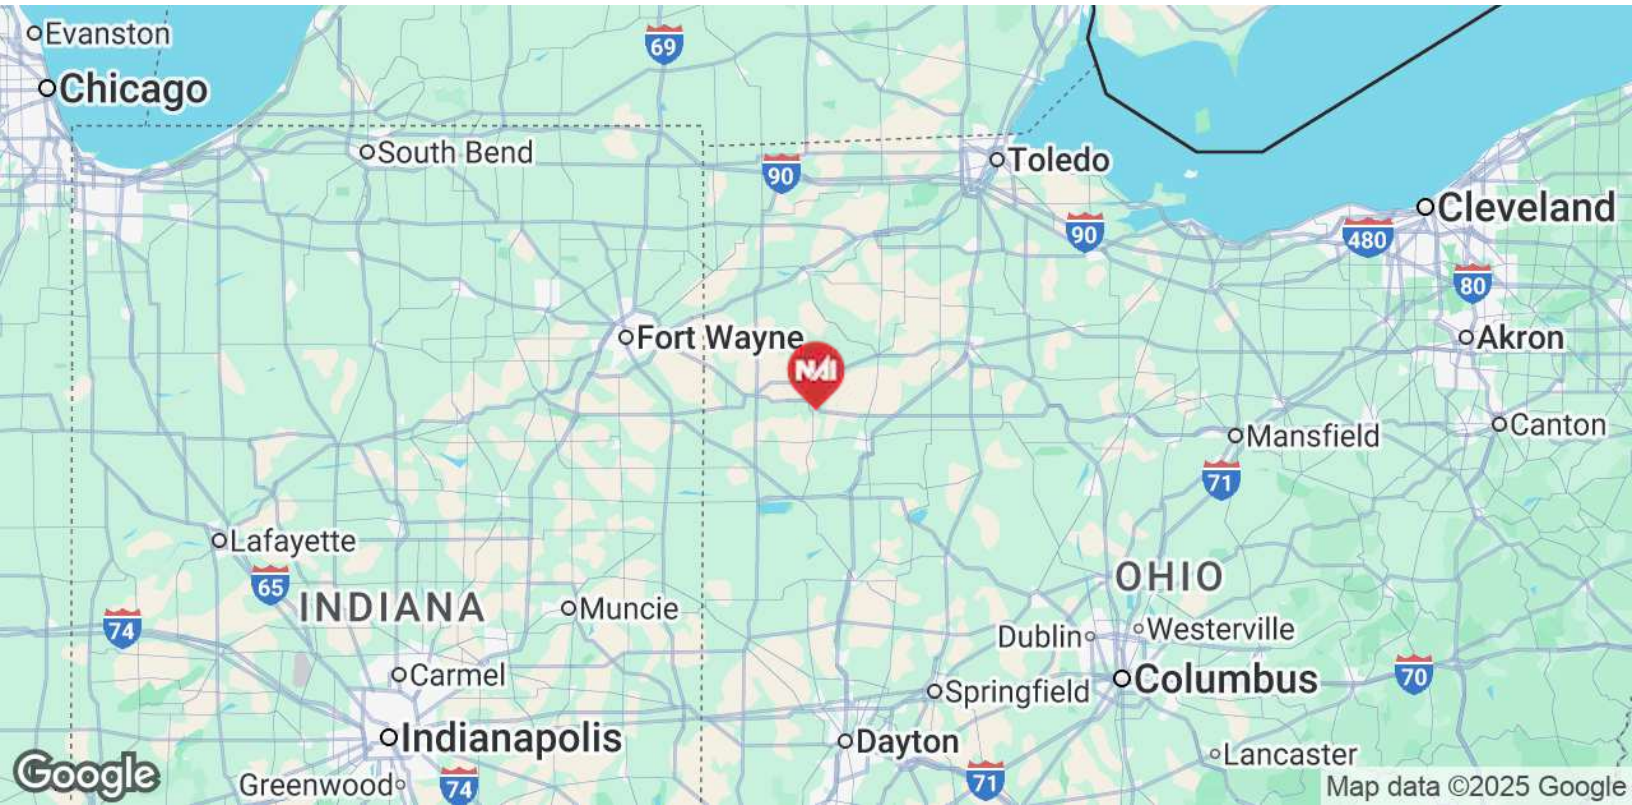 Evanston
69
Chicago
South Bend
90
Toledo
Cleveland
90
480
80
Fort Wayne
NAI
Akron
Mansfield
Canton
71
Lafayette
65
INDIANA
Muncie
OHIO
74
Dublin
Westerville
Carmel
Springfield
Columbus
70
Indianapolis
Dayton
Lancaster
Google
Greenwood
74
71
Map data ©2025 Google